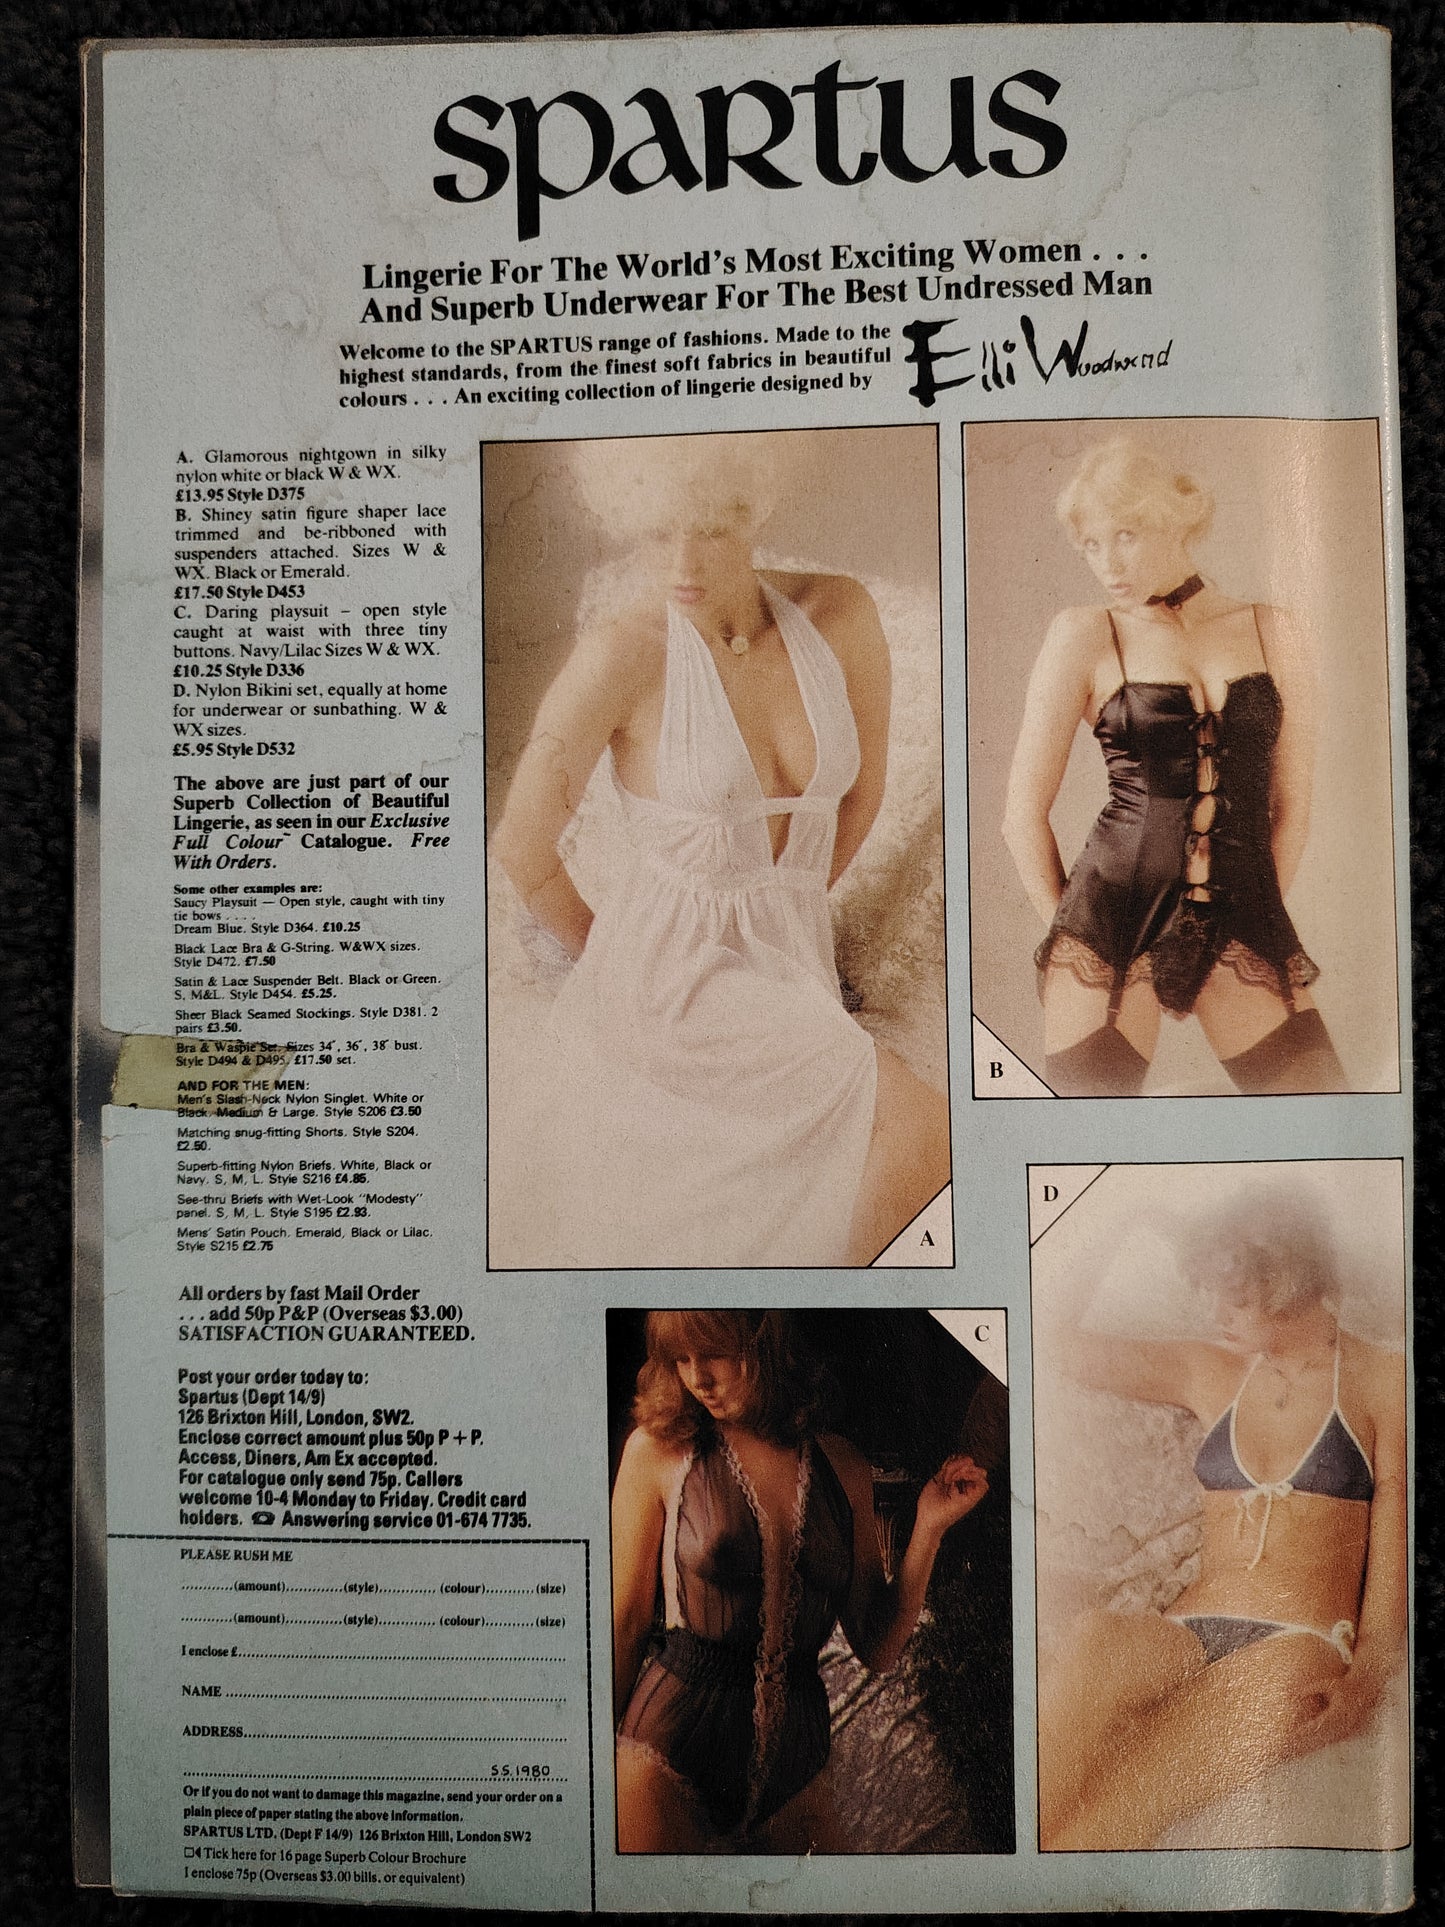 spartus
Lingerie For The World's Most Exciting Women . . .
And Superb Underwear For The Best Undressed Man
Welcome to the SPARTUS range of fashions. Made to the
highest standards, from the finest soft fabrics in beautiful
colours . . . An exciting collection of lingerie designed by
Elli Woodward
A. Glamorous nightgown in silky
nylon white or black W & WX.
£13.95 Style D375
B. Shiney satin figure shaper lace
trimmed and be-ribboned with
suspenders attached. Sizes W &
WX. Black or Emerald.
£17.50 Style D453
C. Daring playsuit – open style
caught at waist with three tiny
buttons. Navy/Lilac Sizes W & WX.
£10.25 Style D336
D. Nylon Bikini set, equally at home
for underwear or sunbathing. W &
WX sizes.
£5.95 Style D532
The above are just part of our
Superb Collection of Beautiful
Lingerie, as seen in our Exclusive
Full Colour Catalogue. Free
With Orders.
Some other examples are:
Saucy Playsuit — Open style, caught with tiny
tie bows . . . .
Dream Blue. Style D364. £10.25
Black Lace Bra & G-String. W&WX sizes.
Style D472. £7.50
Satin & Lace Suspender Belt. Black or Green.
S, M&L. Style D454. £5.25.
Sheer Black Seamed Stockings. Style D381. 2
pairs £3.50.
Bra & Waspie Set. Sizes 34″, 36″, 38″ bust.
Style D494 & D495. £17.50 set.
AND FOR THE MEN:
Men's Slash-Neck Nylon Singlet. White or
Black, Medium & Large. Style S206 £3.50
Matching snug-fitting Shorts. Style S204.
£2.50.
Superb-fitting Nylon Briefs. White, Black or
Navy. S, M, L. Style S216 £4.85.
See-thru Briefs with Wet-Look "Modesty"
panel. S, M, L. Style S195 £2.93.
Mens' Satin Pouch. Emerald, Black or Lilac.
Style S215 £2.75
All orders by fast Mail Order
. . . add 50p P&P (Overseas $3.00)
SATISFACTION GUARANTEED.
Post your order today to:
Spartus (Dept 14/9)
126 Brixton Hill, London, SW2.
Enclose correct amount plus 50p P + P.
Access, Diners, Am Ex accepted.
For catalogue only send 75p. Callers
welcome 10-4 Monday to Friday. Credit card
holders. ☎ Answering service 01-674 7735.
PLEASE RUSH ME
............(amount).............(style)............. (colour)...........(size)
............(amount).............(style)............. (colour)...........(size)
I enclose £..........................................................................
NAME ..............................................................................
ADDRESS.........................................................................
S.S.1980
Or if you do not want to damage this magazine, send your order on a
plain piece of paper stating the above information.
SPARTUS LTD. (Dept F 14/9) 126 Brixton Hill, London SW2
☐◀ Tick here for 16 page Superb Colour Brochure
I enclose 75p (Overseas $3.00 bills. or equivalent)
A
B
C
D